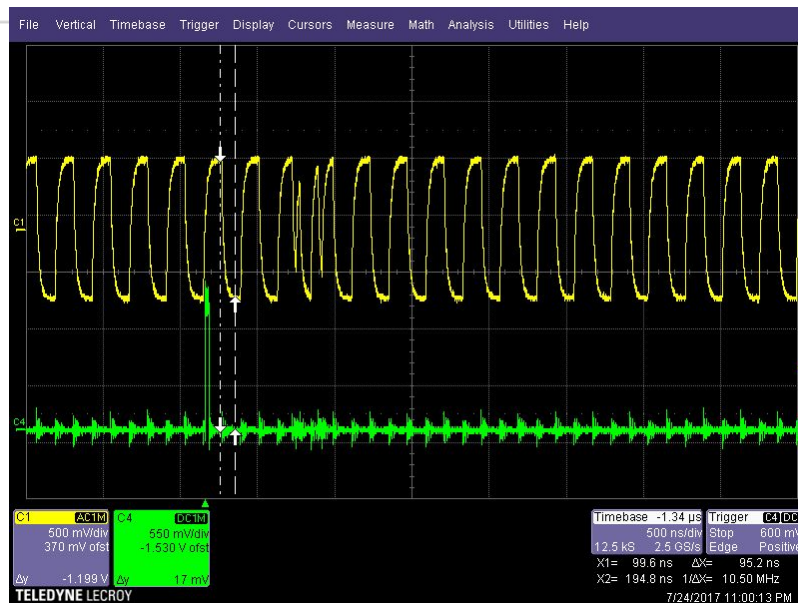 File Vertical Timebase Trigger Display Cursors Measure Math Analysis Utilities Help
C1
C4
C1 AC1M
500 mV/div
370 mV ofst
Δy -1.199 V
C4 DC1M
550 mV/div
-1.530 V ofst
Δy 17 mV
Timebase -1.34 µs
500 ns/div
12.5 kS 2.5 GS/s
Trigger C4 DC
Stop 600 m
Edge Positive
X1= 99.6 ns ΔX= 95.2 ns
X2= 194.8 ns 1/ΔX= 10.50 MHz
TELEDYNE LECROY
7/24/2017 11:00:13 PM